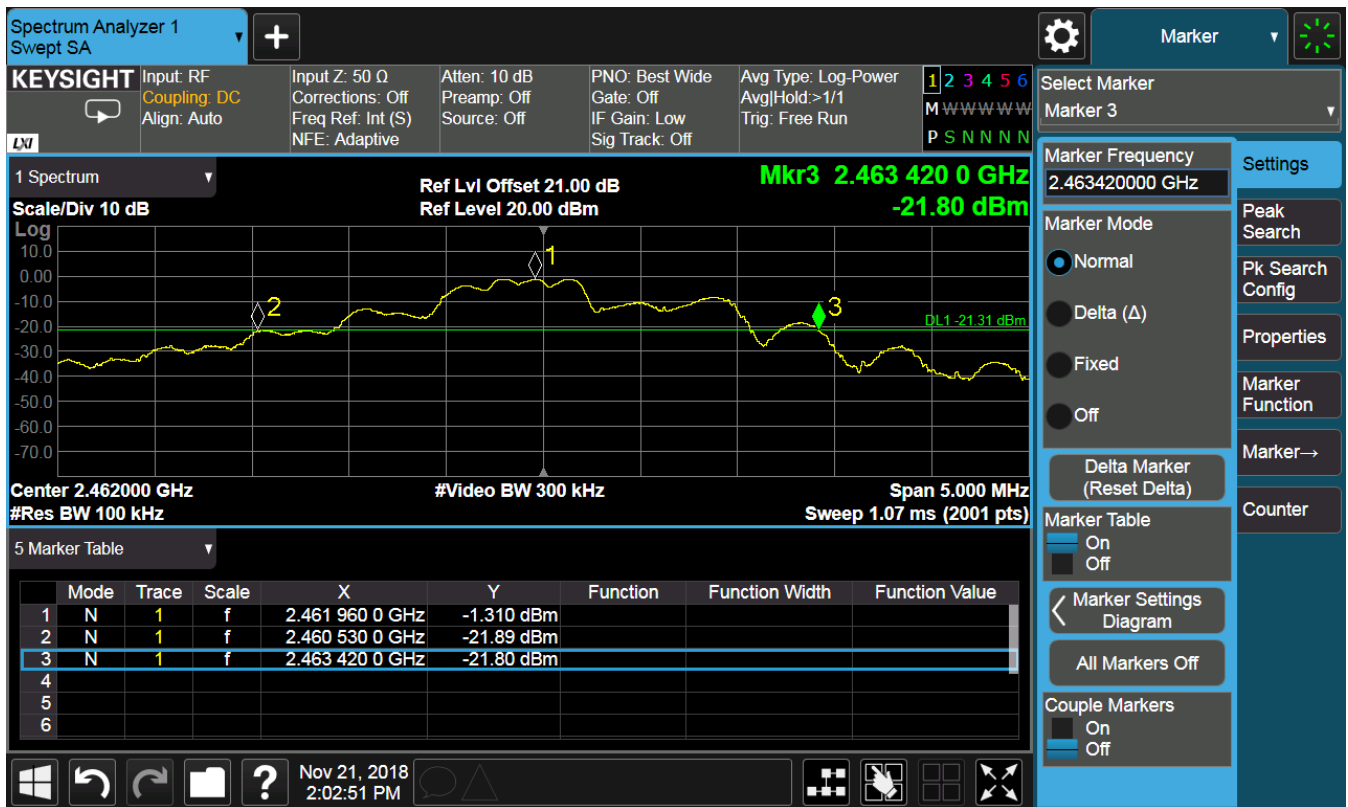 Spectrum Analyzer 1
Swept SA
+
Marker
KEYSIGHT Input: RF Input Z: 50 Ω Atten: 10 dB PNO: Best Wide Avg Type: Log-Power 1 2 3 4 5 6
Coupling: DC Corrections: Off Preamp: Off Gate: Off Avg|Hold:>1/1 M W W W W W
Align: Auto Freq Ref: Int (S) Source: Off IF Gain: Low Trig: Free Run
LXI NFE: Adaptive Sig Track: Off P S N N N N
Select Marker
Marker 3
1 Spectrum
Ref Lvl Offset 21.00 dB
Mkr3 2.463 420 0 GHz
Scale/Div 10 dB
Ref Level 20.00 dBm
-21.80 dBm
Log
10.0
0.00
-10.0
-20.0
-30.0
-40.0
-50.0
-60.0
-70.0
1
2
3
DL1 -21.31 dBm
Center 2.462000 GHz #Video BW 300 kHz Span 5.000 MHz
#Res BW 100 kHz Sweep 1.07 ms (2001 pts)
5 Marker Table
Mode Trace Scale X Y Function Function Width Function Value
1 N 1 f 2.461 960 0 GHz -1.310 dBm
2 N 1 f 2.460 530 0 GHz -21.89 dBm
3 N 1 f 2.463 420 0 GHz -21.80 dBm
4
5
6
Nov 21, 2018
2:02:51 PM
?
Marker Frequency
2.463420000 GHz
Marker Mode
Normal
Delta (Δ)
Fixed
Off
Delta Marker
(Reset Delta)
Marker Table
On
Off
Marker Settings
Diagram
All Markers Off
Couple Markers
On
Off
Settings
Peak
Search
Pk Search
Config
Properties
Marker
Function
Marker→
Counter